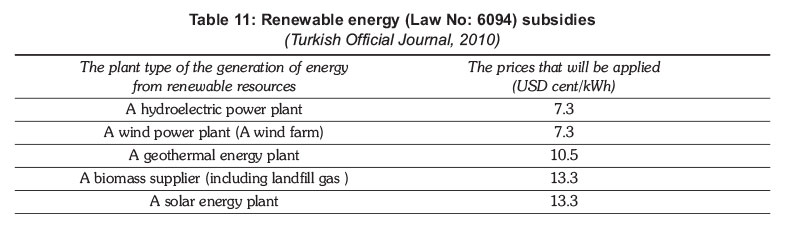 Table 11: Renewable energy (Law No: 6094) subsidies
(Turkish Official Journal, 2010)
The plant type of the generation of energy from renewable resources The prices that will be applied (USD cent/kWh)
A hydroelectric power plant 7.3
A wind power plant (A wind farm) 7.3
A geothermal energy plant 10.5
A biomass supplier (including landfill gas ) 13.3
A solar energy plant 13.3